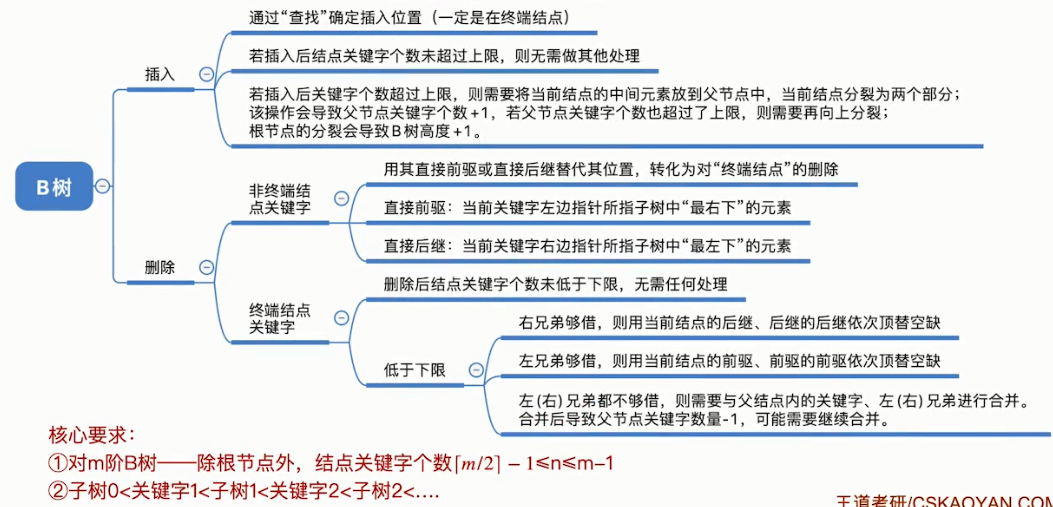 通过“查找”确定插入位置（一定是在终端结点）
若插入后结点关键字个数未超过上限，则无需做其他处理
插入
若插入后关键字个数超过上限，则需要将当前结点的中间元素放到父节点中，当前结点分裂为两个部分；
该操作会导致父节点关键字个数+1，若父节点关键字个数也超过了上限，则需要再向上分裂；
根节点的分裂会导致B树高度+1。
B树
用其直接前驱或直接后继替代其位置，转化为对“终端结点”的删除
非终端结
点关键字
直接前驱：当前关键字左边指针所指子树中“最右下”的元素
直接后继：当前关键字右边指针所指子树中“最左下”的元素
删除
删除后结点关键字个数未低于下限，无需任何处理
终端结点
关键字
右兄弟够借，则用当前结点的后继、后继的后继依次顶替空缺
低于下限
左兄弟够借，则用当前结点的前驱、前驱的前驱依次顶替空缺
左(右)兄弟都不够借，则需要与父结点内的关键字、左(右)兄弟进行合并。
合并后导致父节点关键字数量-1，可能需要继续合并。
核心要求：
①对m阶B树——除根节点外，结点关键字个数⌈m/2⌉ − 1≤n≤m−1
②子树0<关键字1<子树1<关键字2<子树2<....
王道考研/CSKAOYAN.COM